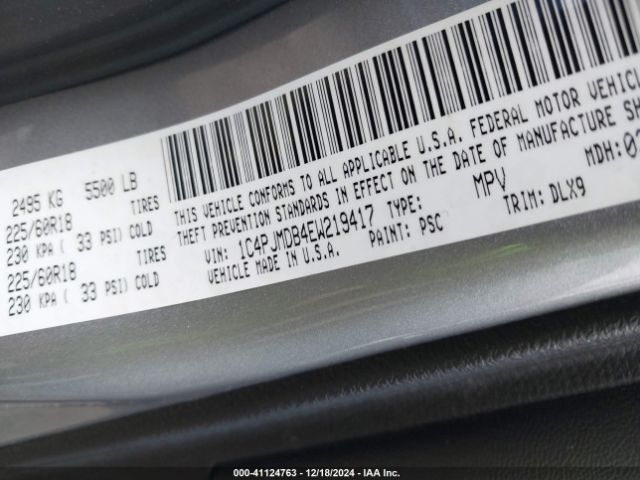 2495 KG 5500 LB
225/60R18 TIRES
230 KPA ( 33 PSI) COLD
225/60R18 TIRES
230 KPA ( 33 PSI) COLD
THIS VEHICLE CONFORMS TO ALL APPLICABLE U.S.A. FEDERAL MOTOR VEHIC
THEFT PREVENTION STANDARDS IN EFFECT ON THE DATE OF MANUFACTURE SH
VIN: 1C4PJMDB4EW219417 TYPE: MPV MDH: 0
VEHICLE MADE IN U.S.A. PAINT: PSC TRIM: DLX9
000-41124763 - 12/18/2024 - IAA Inc.